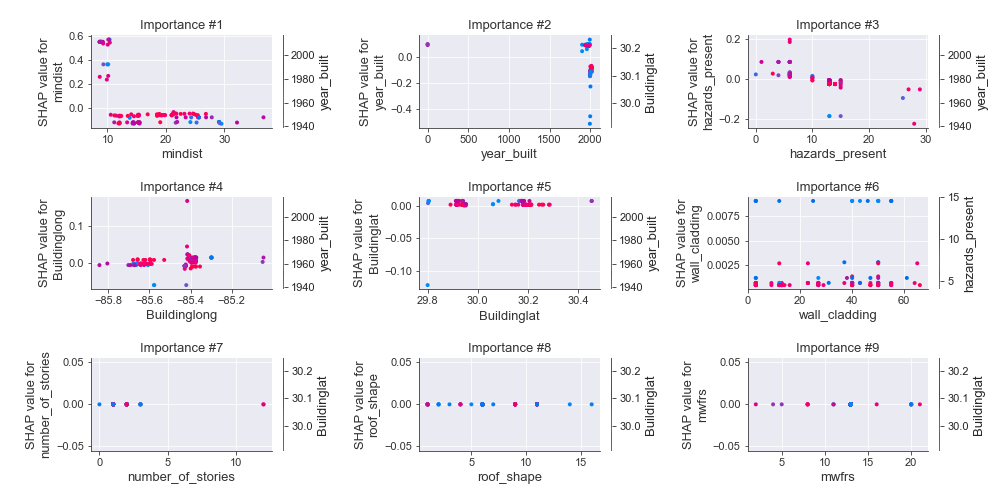 Importance #1
0.6
0.4
0.2
0.0
SHAP value for
mindist
10
20
30
mindist
2000
1980
1960
1940
year_built
Importance #2
0.0
−0.2
−0.4
SHAP value for
year_built
0
500
1000
1500
2000
year_built
30.2
30.1
30.0
Buildinglat
Importance #3
0.2
0.0
−0.2
SHAP value for
hazards_present
0
10
20
30
hazards_present
2000
1980
1960
1940
year_built
Importance #4
0.1
0.0
SHAP value for
Buildinglong
−85.8
−85.6
−85.4
−85.2
Buildinglong
2000
1980
1960
1940
year_built
Importance #5
0.00
−0.05
−0.10
SHAP value for
Buildinglat
29.8
30.0
30.2
30.4
Buildinglat
2000
1980
1960
1940
year_built
Importance #6
0.0075
0.0050
0.0025
SHAP value for
wall_cladding
0
20
40
60
wall_cladding
15
10
5
hazards_present
Importance #7
0.05
0.00
−0.05
SHAP value for
number_of_stories
0
5
10
number_of_stories
30.2
30.1
30.0
Buildinglat
Importance #8
0.05
0.00
−0.05
SHAP value for
roof_shape
5
10
15
roof_shape
30.2
30.1
30.0
Buildinglat
Importance #9
0.05
0.00
−0.05
SHAP value for
mwfrs
5
10
15
20
mwfrs
30.2
30.1
30.0
Buildinglat